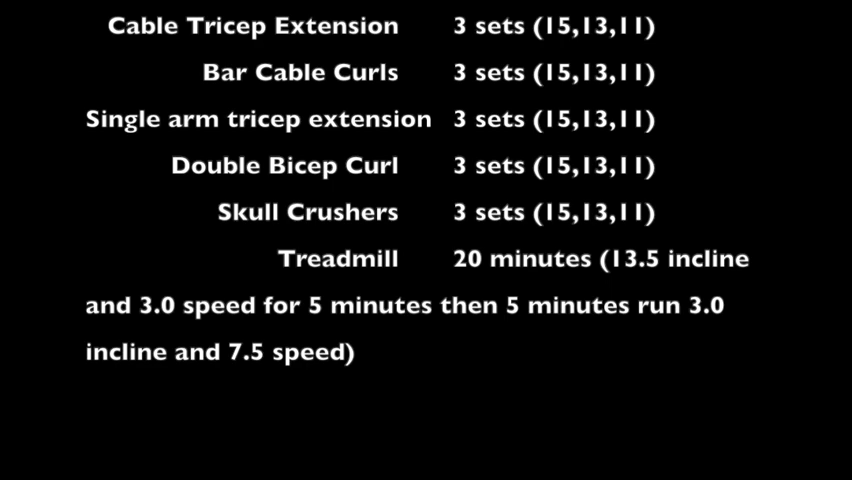 Cable Tricep Extension 3 sets (15,13,11)
Bar Cable Curls 3 sets (15,13,11)
Single arm tricep extension 3 sets (15,13,11)
Double Bicep Curl 3 sets (15,13,11)
Skull Crushers 3 sets (15,13,11)
Treadmill 20 minutes (13.5 incline
and 3.0 speed for 5 minutes then 5 minutes run 3.0
incline and 7.5 speed)